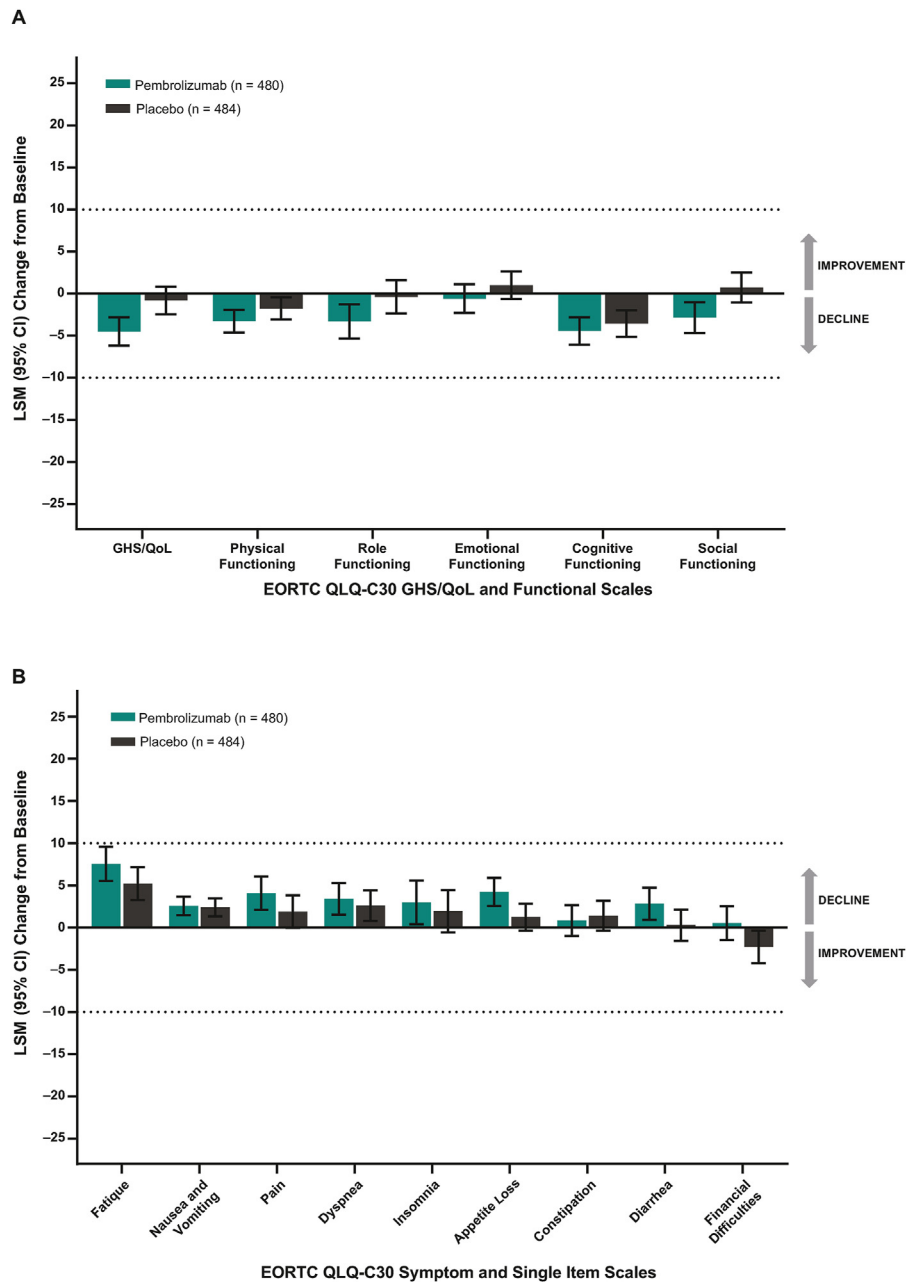 A
Pembrolizumab (n = 480)
Placebo (n = 484)
LSM (95% CI) Change from Baseline
25
20
15
10
5
0
–5
–10
–15
–20
–25
IMPROVEMENT
DECLINE
GHS/QoL
Physical
Functioning
Role
Functioning
Emotional
Functioning
Cognitive
Functioning
Social
Functioning
EORTC QLQ-C30 GHS/QoL and Functional Scales
B
Pembrolizumab (n = 480)
Placebo (n = 484)
LSM (95% CI) Change from Baseline
25
20
15
10
5
0
–5
–10
–15
–20
–25
DECLINE
IMPROVEMENT
Fatique
Nausea and
Vomiting
Pain
Dyspnea
Insomnia
Appetite Loss
Constipation
Diarrhea
Financial
Difficulties
EORTC QLQ-C30 Symptom and Single Item Scales